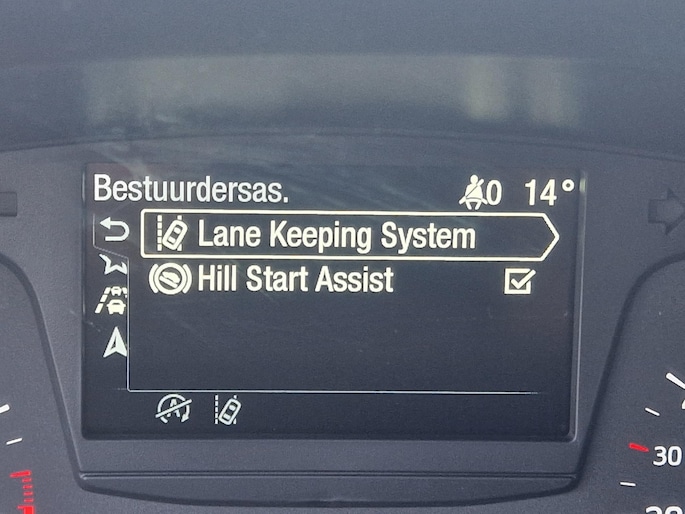 Bestuurdersas. 0 14°
Lane Keeping System
Hill Start Assist
A
30